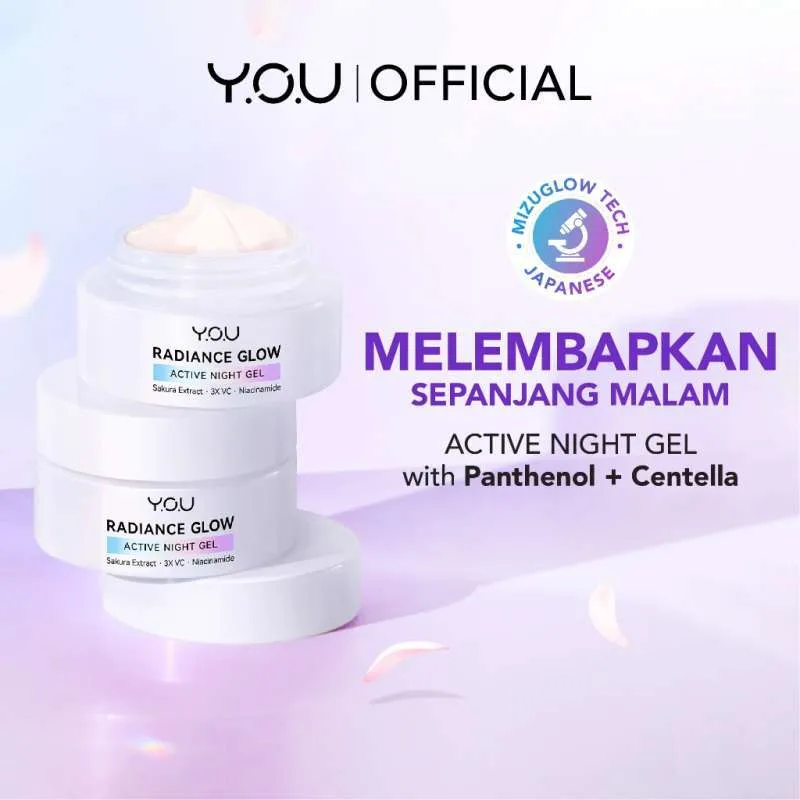 Y.O.U | OFFICIAL
MIZUGLOW TECH
JAPANESE
MELEMBAPKAN
SEPANJANG MALAM
ACTIVE NIGHT GEL
with Panthenol + Centella
Y.O.U
RADIANCE GLOW
ACTIVE NIGHT GEL
Sakura Extract · 3X VC · Niacinamide
Y.O.U
RADIANCE GLOW
ACTIVE NIGHT GEL
Sakura Extract · 3X VC · Niacinamide